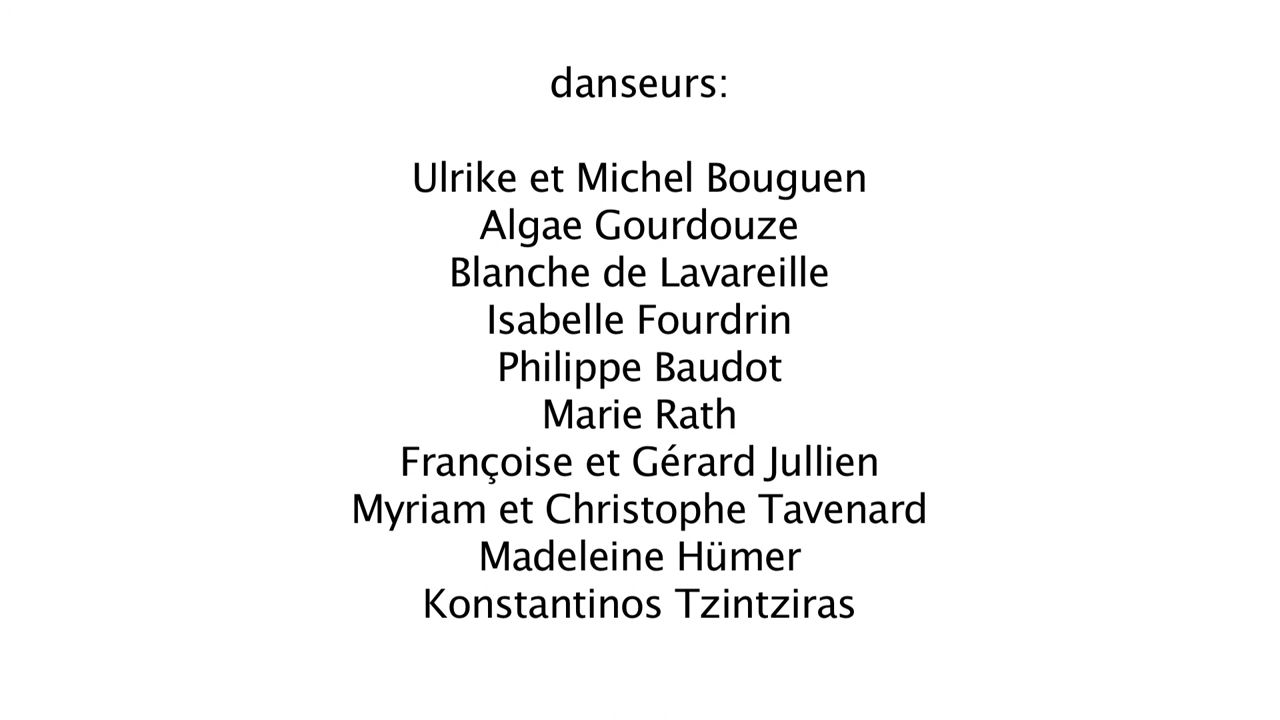 danseurs:
Ulrike et Michel Bouguen
Algae Gourdouze
Blanche de Lavareille
Isabelle Fourdrin
Philippe Baudot
Marie Rath
Françoise et Gérard Jullien
Myriam et Christophe Tavenard
Madeleine Hümer
Konstantinos Tzintziras